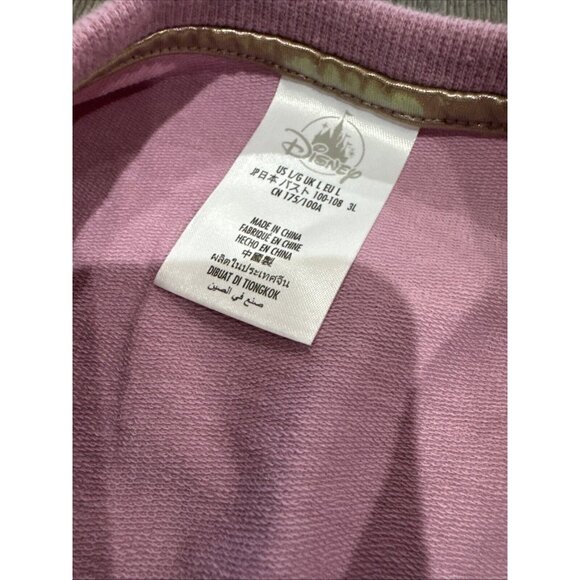 Disney
US L/G UK L EU L
JP 日本 バスト 100-108 3L
CN 175/100A
MADE IN CHINA
FABRIQUÉ EN CHINE
HECHO EN CHINA
中國製
ผลิตในประเทศจีน
DIBUAT DI TIONGKOK
صنع في الصين